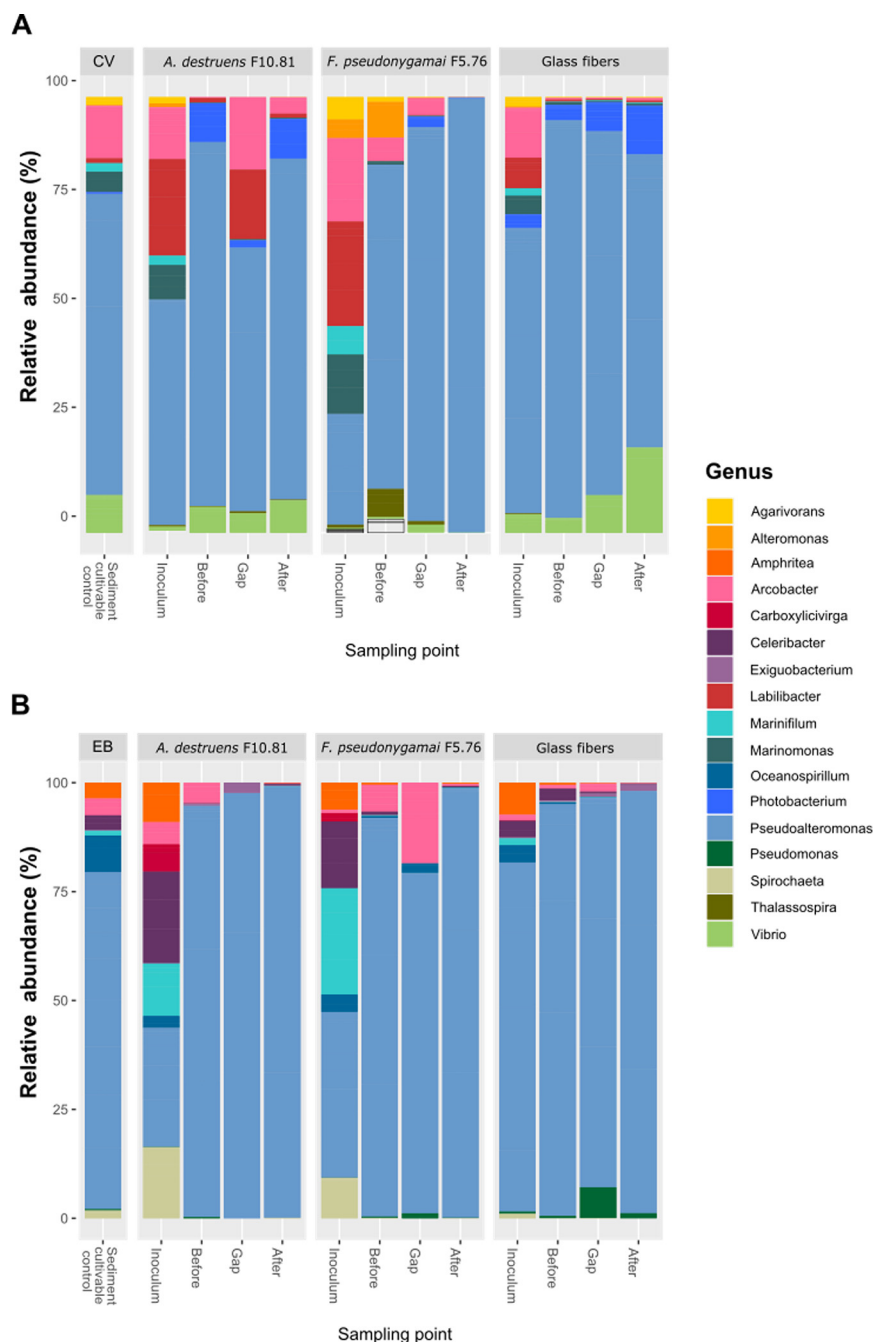 A
CV
A. destruens F10.81
F. pseudonygamai F5.76
Glass fibers
100
75
50
25
0
Relative abundance (%)
Sediment
cultivable
control
Inoculum
Before
Gap
After
Inoculum
Before
Gap
After
Inoculum
Before
Gap
After
Sampling point
Genus
Agarivorans
Alteromonas
Amphritea
Arcobacter
Carboxylicivirga
Celeribacter
Exiguobacterium
Labilibacter
Marinifilum
Marinomonas
Oceanospirillum
Photobacterium
Pseudoalteromonas
Pseudomonas
Spirochaeta
Thalassospira
Vibrio
B
EB
A. destruens F10.81
F. pseudonygamai F5.76
Glass fibers
100
75
50
25
0
Relative abundance (%)
Sediment
cultivable
control
Inoculum
Before
Gap
After
Inoculum
Before
Gap
After
Inoculum
Before
Gap
After
Sampling point